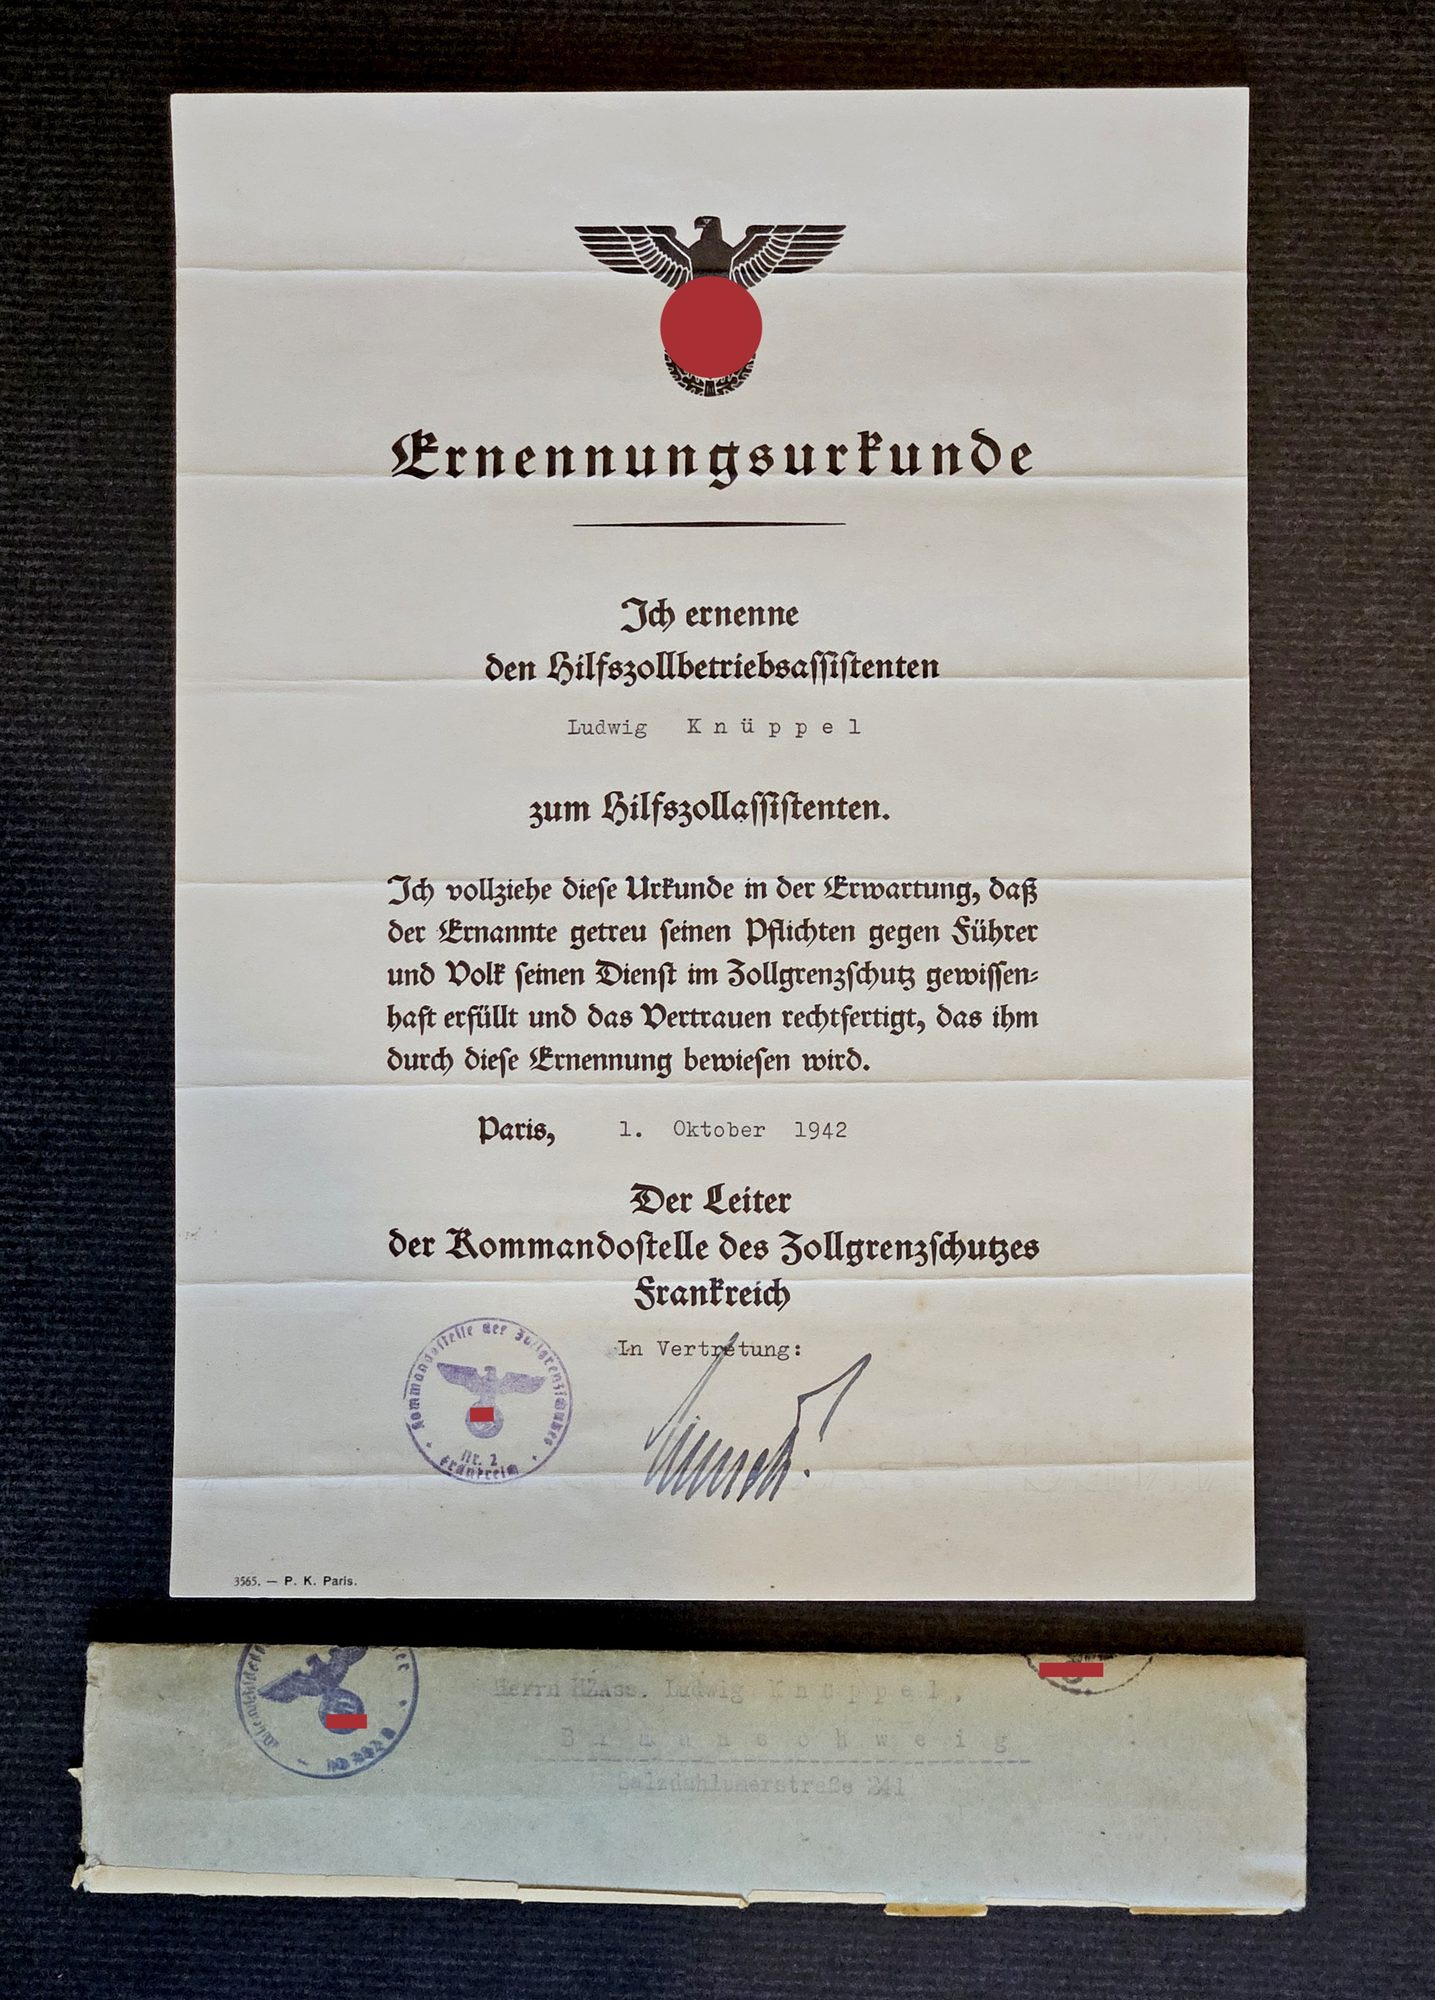 Ernennungsurkunde
Ich ernenne
den Hilfszollbetriebsassistenten
Ludwig Knüppel
zum Hilfszollassistenten.
Ich vollziehe diese Urkunde in der Erwartung, daß
der Ernannte getreu seinen Pflichten gegen Führer
und Volk seinen Dienst im Zollgrenzschutz gewissen-
haft erfüllt und das Vertrauen rechtfertigt, das ihm
durch diese Ernennung bewiesen wird.
Paris, 1. Oktober 1942
Der Leiter
der Kommandostelle des Zollgrenzschutzes
Frankreich
In Vertretung:
Kommandostelle des Zollgrenzschutzes
Nr. 2
Frankreich
3565. — P. K. Paris.
Herrn HZAss. Ludwig Knüppel,
Braunschweig
Salzdahlumerstraße 241